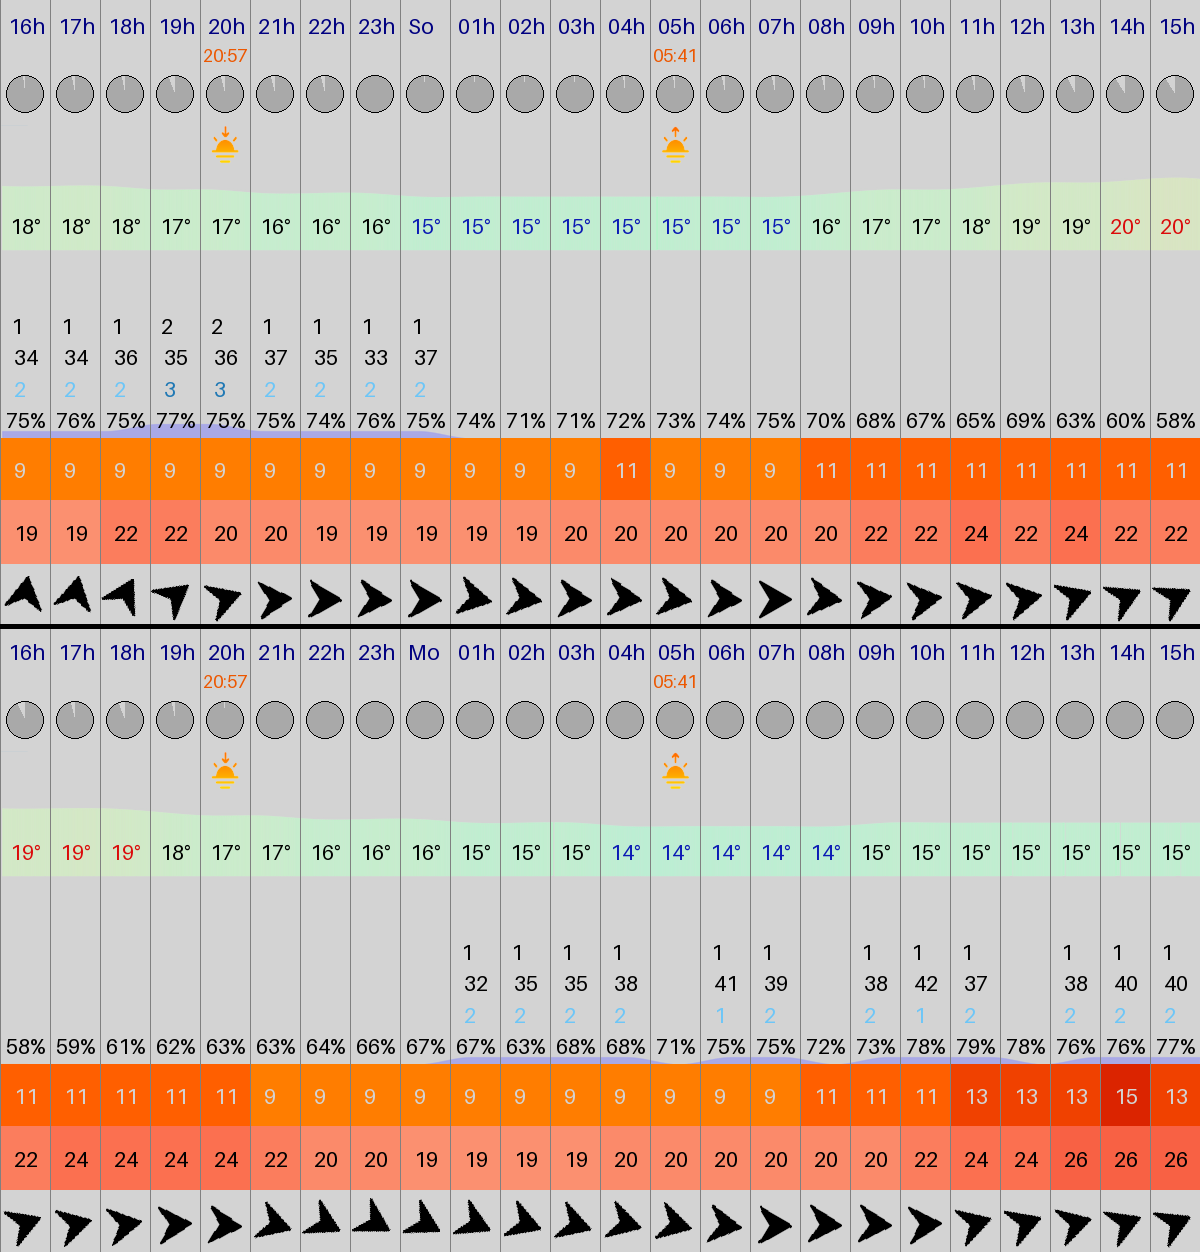 16h 17h 18h 19h 20h 21h 22h 23h So 01h 02h 03h 04h 05h 06h 07h 08h 09h 10h 11h 12h 13h 14h 15h
20:57 05:41
18° 18° 18° 17° 17° 16° 16° 16° 15° 15° 15° 15° 15° 15° 15° 15° 16° 17° 17° 18° 19° 19° 20° 20°
1 1 1 2 2 1 1 1 1
34 34 36 35 36 37 35 33 37
2 2 2 3 3 2 2 2 2
75% 76% 75% 77% 75% 75% 74% 76% 75% 74% 71% 71% 72% 73% 74% 75% 70% 68% 67% 65% 69% 63% 60% 58%
9 9 9 9 9 9 9 9 9 9 9 9 11 9 9 9 11 11 11 11 11 11 11 11
19 19 22 22 20 20 19 19 19 19 19 20 20 20 20 20 20 22 22 24 22 24 22 22
16h 17h 18h 19h 20h 21h 22h 23h Mo 01h 02h 03h 04h 05h 06h 07h 08h 09h 10h 11h 12h 13h 14h 15h
20:57 05:41
19° 19° 19° 18° 17° 17° 16° 16° 16° 15° 15° 15° 14° 14° 14° 14° 14° 15° 15° 15° 15° 15° 15° 15°
1 1 1 1 1 1 1 1 1 1 1 1
32 35 35 38 41 39 38 42 37 38 40 40
2 2 2 2 1 2 2 1 2 2 2 2
58% 59% 61% 62% 63% 63% 64% 66% 67% 67% 63% 68% 68% 71% 75% 75% 72% 73% 78% 79% 78% 76% 76% 77%
11 11 11 11 11 9 9 9 9 9 9 9 9 9 9 9 11 11 11 13 13 13 15 13
22 24 24 24 24 22 20 20 19 19 19 19 20 20 20 20 20 20 22 24 24 26 26 26